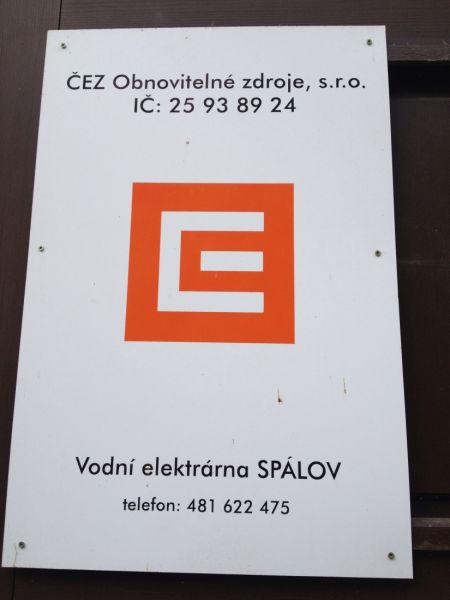 ČEZ Obnovitelné zdroje, s.r.o.
IČ: 25 93 89 24
Vodní elektrárna SPÁLOV
telefon: 481 622 475